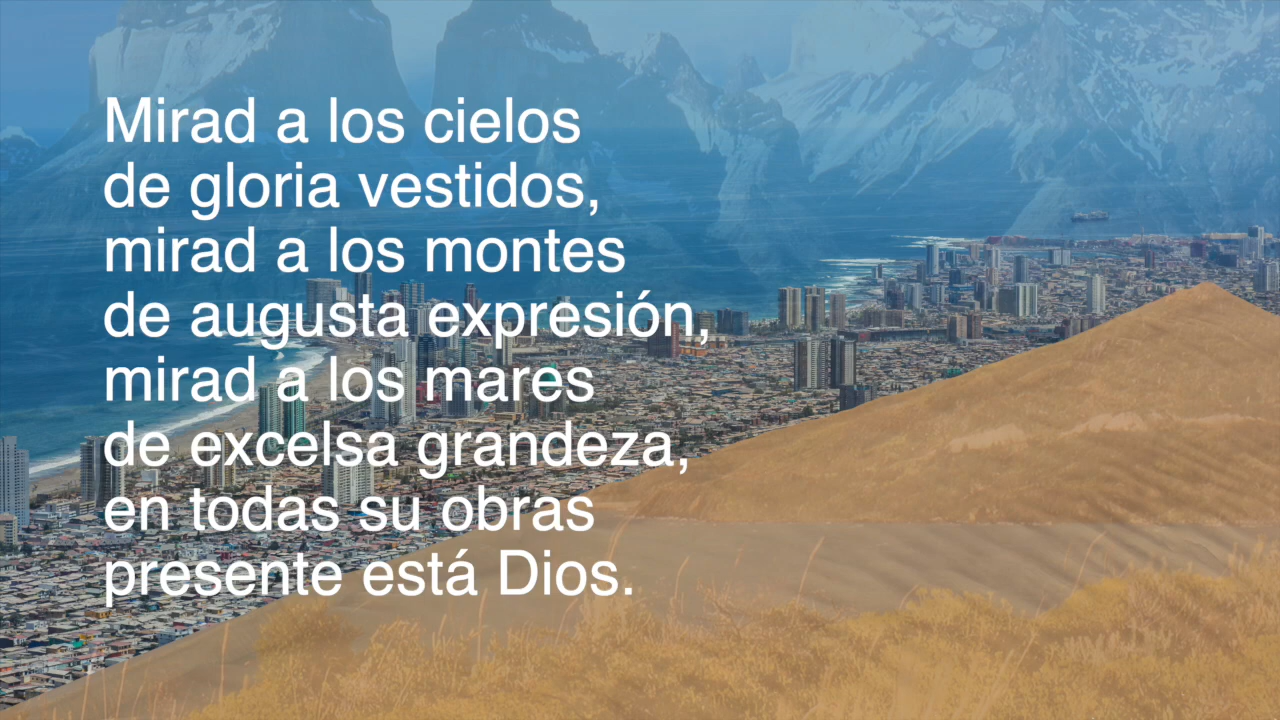 Mirad a los cielos
de gloria vestidos,
mirad a los montes
de augusta expresión,
mirad a los mares
de excelsa grandeza,
en todas su obras
presente está Dios.